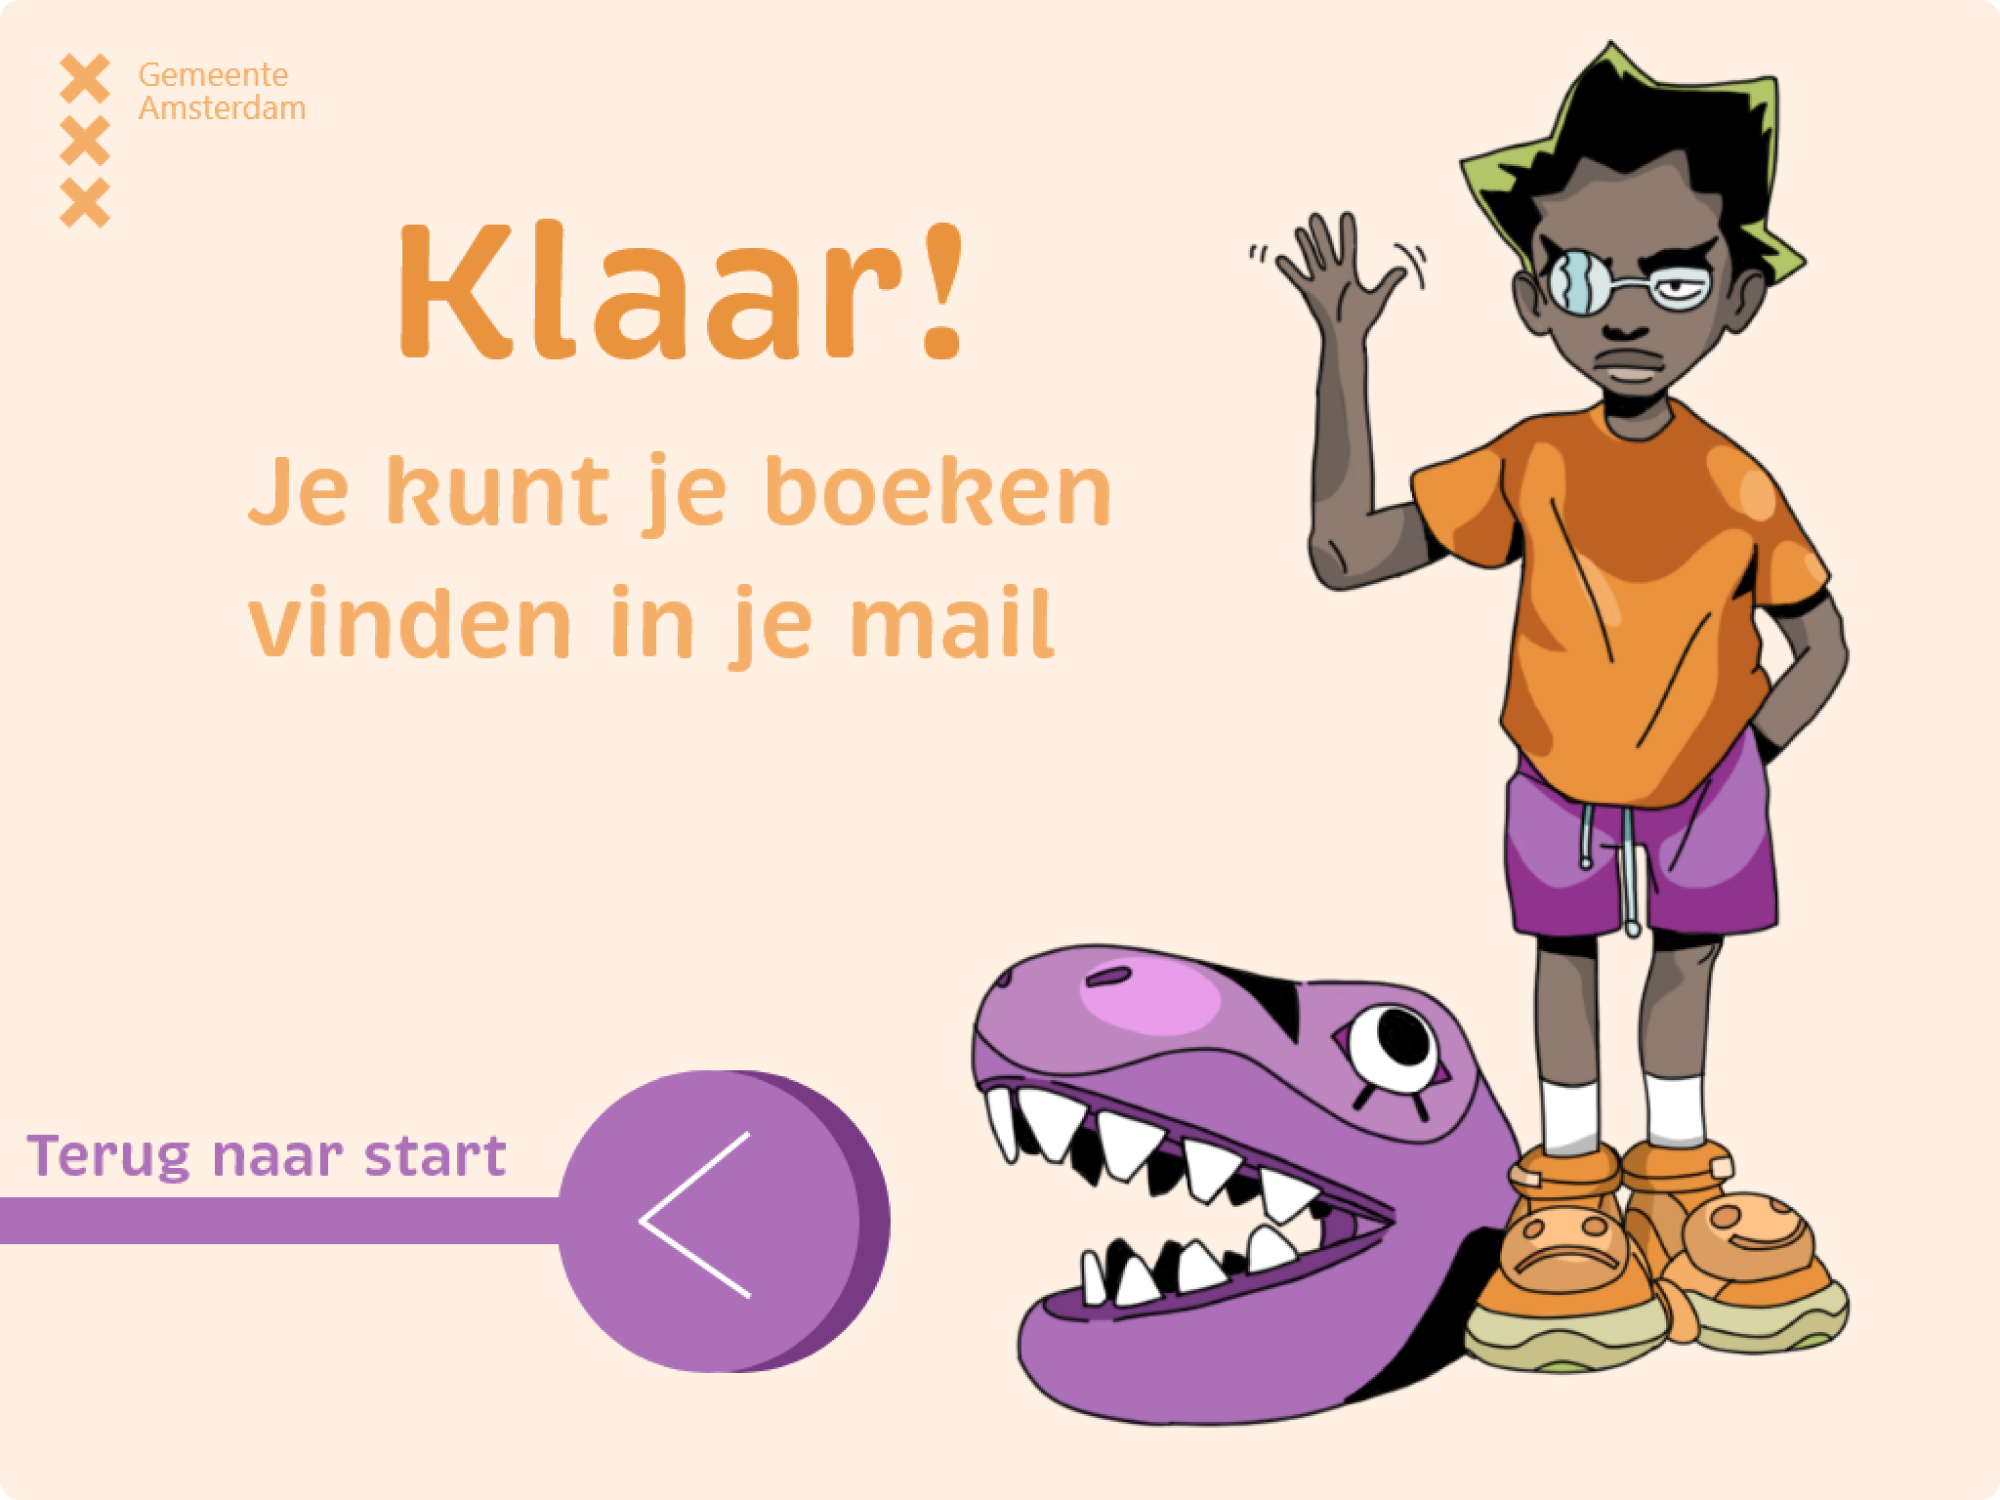 Gemeente
Amsterdam
Klaar!
Je kunt je boeken
vinden in je mail
Terug naar start